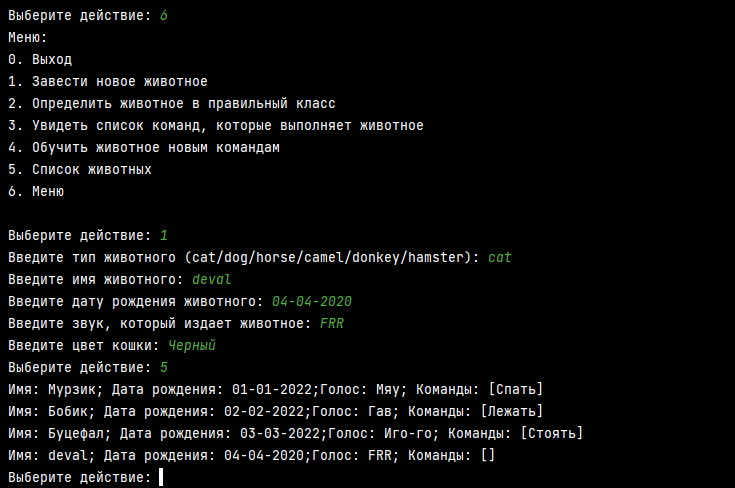 Выберите действие: 6
Меню:
0. Выход
1. Завести новое животное
2. Определить животное в правильный класс
3. Увидеть список команд, которые выполняет животное
4. Обучить животное новым командам
5. Список животных
6. Меню
Выберите действие: 1
Введите тип животного (cat/dog/horse/camel/donkey/hamster): cat
Введите имя животного: deval
Введите дату рождения животного: 04-04-2020
Введите звук, который издает животное: FRR
Введите цвет кошки: Черный
Выберите действие: 5
Имя: Мурзик; Дата рождения: 01-01-2022;Голос: Мяу; Команды: [Спать]
Имя: Бобик; Дата рождения: 02-02-2022;Голос: Гав; Команды: [Лежать]
Имя: Буцефал; Дата рождения: 03-03-2022;Голос: Иго-го; Команды: [Стоять]
Имя: deval; Дата рождения: 04-04-2020;Голос: FRR; Команды: []
Выберите действие: